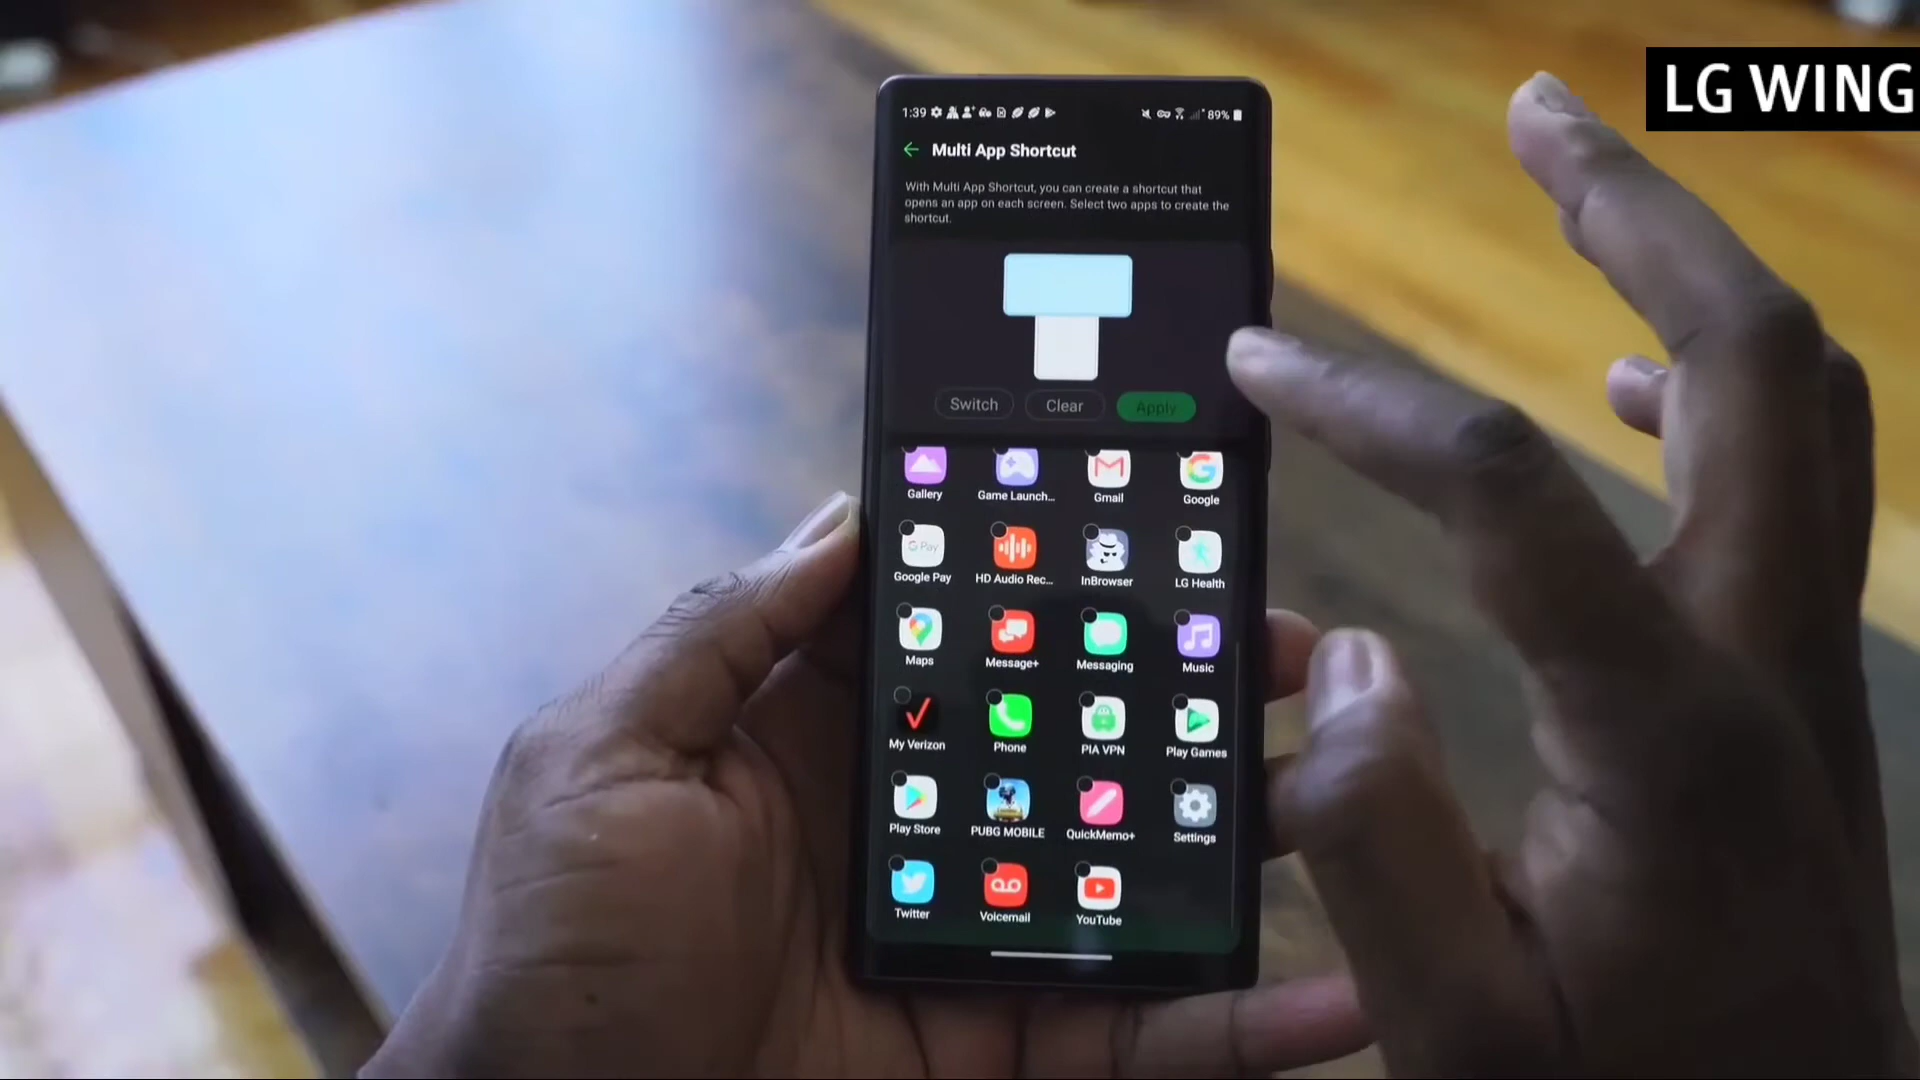 LG WING
1:39
89%
Multi App Shortcut
With Multi App Shortcut, you can create a shortcut that
opens an app on each screen. Select two apps to create the
shortcut.
Switch
Clear
Apply
Gallery
Game Launch...
Gmail
Google
G Pay
Google Pay
HD Audio Rec...
InBrowser
LG Health
Maps
Message+
Messaging
Music
My Verizon
Phone
PIA VPN
Play Games
Play Store
PUBG MOBILE
QuickMemo+
Settings
Twitter
Voicemail
YouTube